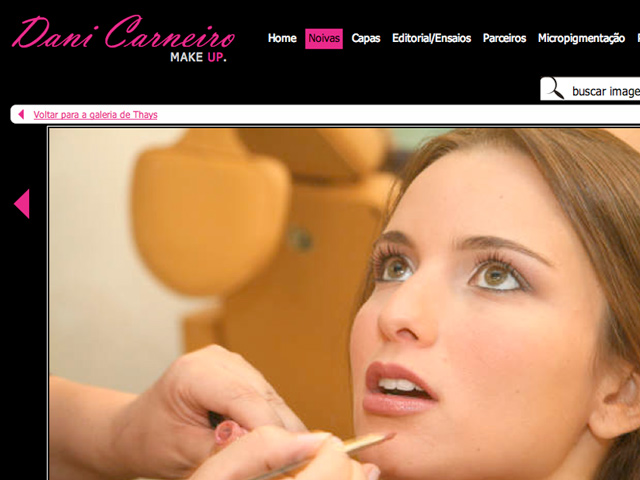 Dani Carneiro
MAKE UP.
Home Noivas Capas Editorial/Ensaios Parceiros Micropigmentação
buscar image
Voltar para a galeria de Thays